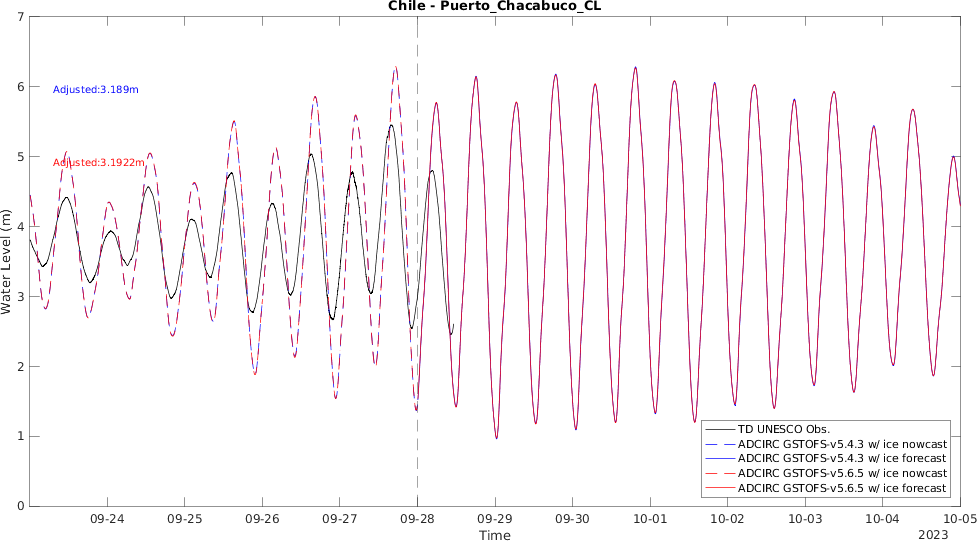 Chile - Puerto_Chacabuco_CL
7
6
5
4
3
2
1
0
Water Level (m)
Adjusted:3.189m
Adjusted:3.1922m
TD UNESCO Obs.
ADCIRC GSTOFS-v5.4.3 w/ ice nowcast
ADCIRC GSTOFS-v5.4.3 w/ ice forecast
ADCIRC GSTOFS-v5.6.5 w/ ice nowcast
ADCIRC GSTOFS-v5.6.5 w/ ice forecast
09-24 09-25 09-26 09-27 09-28 09-29 09-30 10-01 10-02 10-03 10-04 10-05
Time
2023